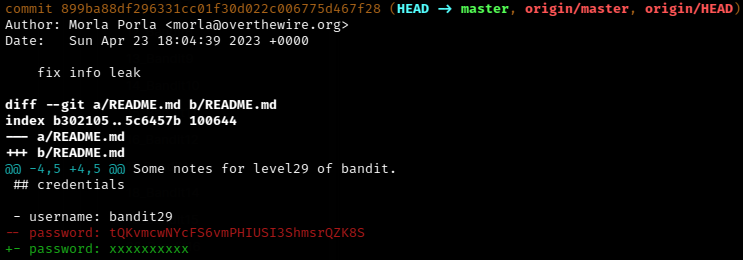 commit 899ba88df296331cc01f30d022c006775d467f28 (HEAD -> master, origin/master, origin/HEAD)
Author: Morla Porla <morla@overthewire.org>
Date:   Sun Apr 23 18:04:39 2023 +0000
    fix info leak
diff --git a/README.md b/README.md
index b302105..5c6457b 100644
--- a/README.md
+++ b/README.md
@@ -4,5 +4,5 @@ Some notes for level29 of bandit.
 ## credentials
 - username: bandit29
-- password: tQKvmcwNYcFS6vmPHIUSI3ShmsrQZK8S
+- password: xxxxxxxxxx